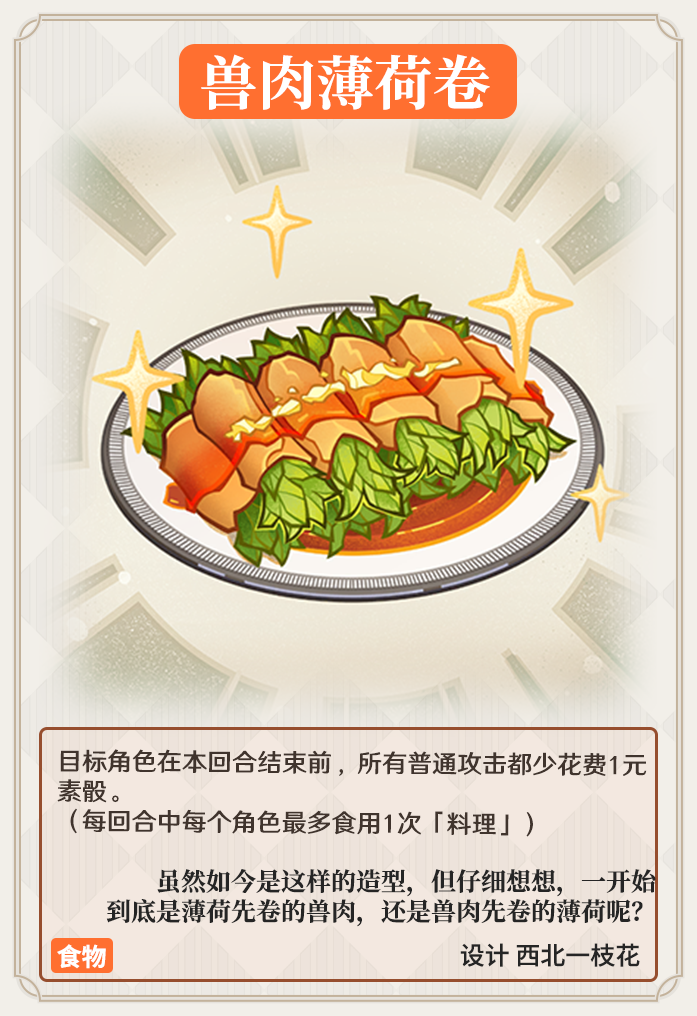 兽肉薄荷卷
目标角色在本回合结束前，所有普通攻击都少花费1元
素骰。
（每回合中每个角色最多食用1次「料理」）
虽然如今是这样的造型，但仔细想想，一开始
到底是薄荷先卷的兽肉，还是兽肉先卷的薄荷呢？
食物
设计 西北一枝花